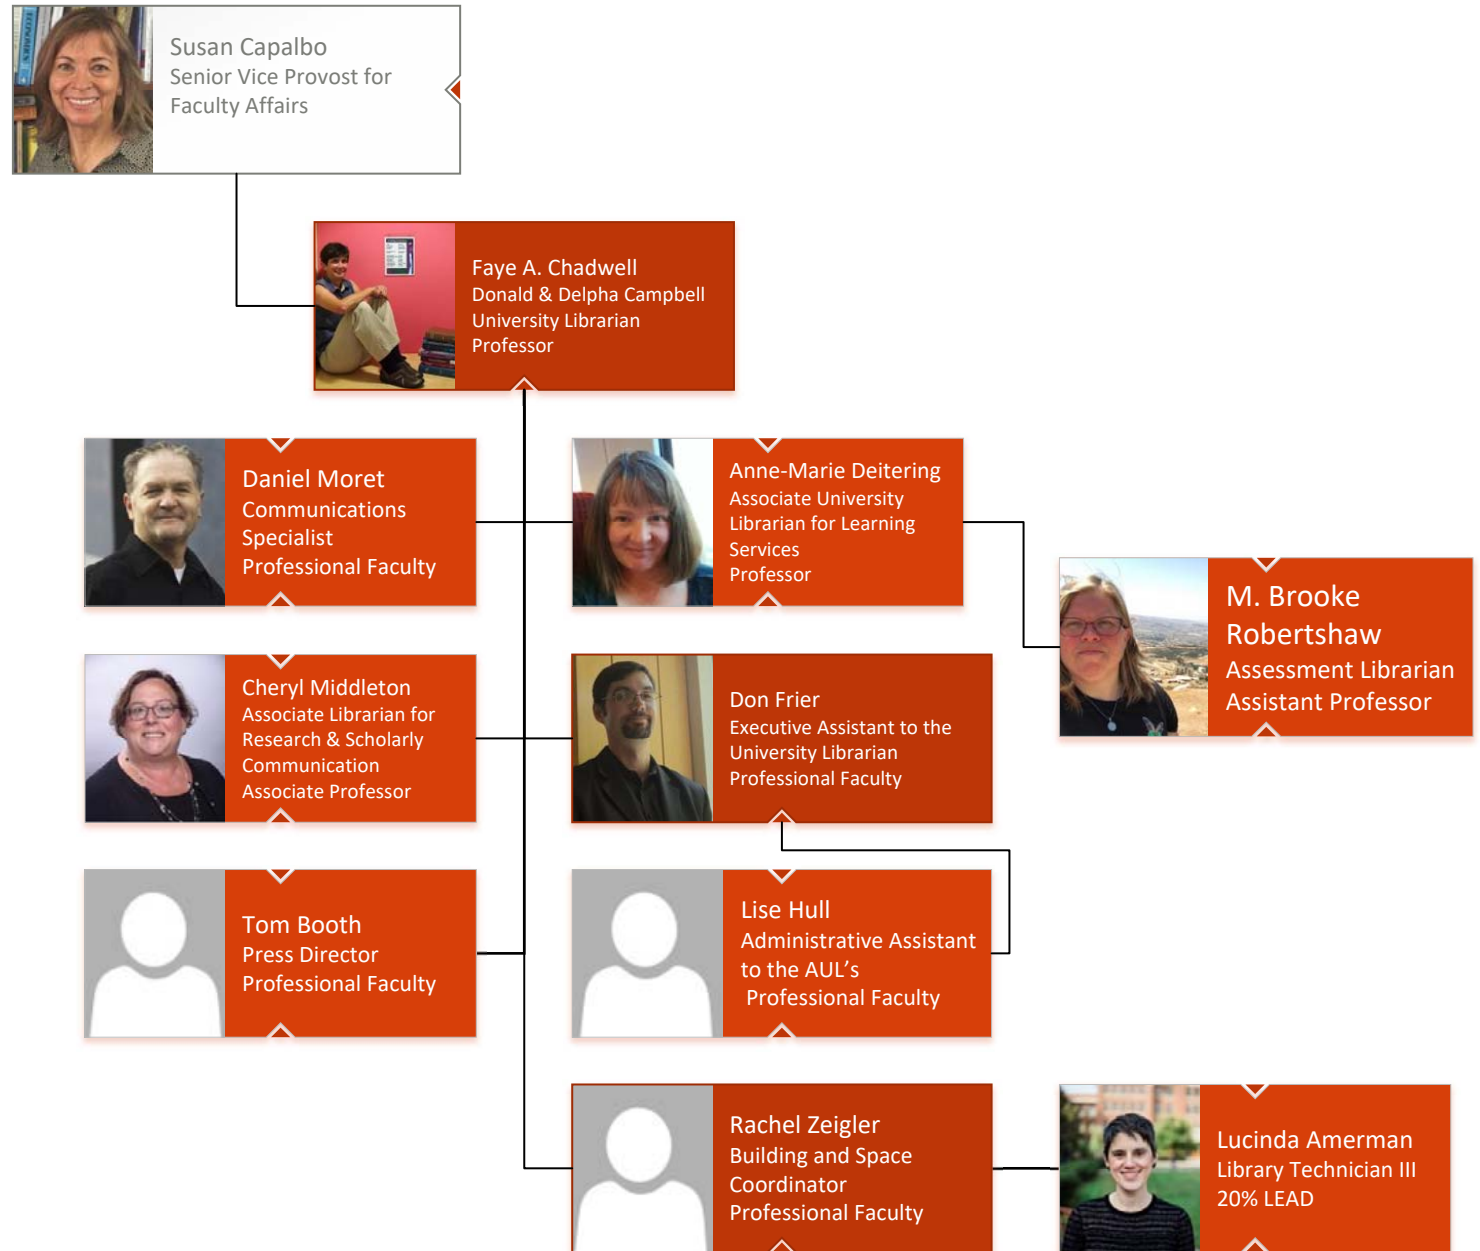 Susan Capalbo
Senior Vice Provost for
Faculty Affairs
Faye A. Chadwell
Donald & Delpha Campbell
University Librarian
Professor
Daniel Moret
Communications
Specialist
Professional Faculty
Anne-Marie Deitering
Associate University
Librarian for Learning
Services
Professor
M. Brooke
Robertshaw
Assessment Librarian
Assistant Professor
Cheryl Middleton
Associate Librarian for
Research & Scholarly
Communication
Associate Professor
Don Frier
Executive Assistant to the
University Librarian
Professional Faculty
Tom Booth
Press Director
Professional Faculty
Lise Hull
Administrative Assistant
to the AUL’s
Professional Faculty
Rachel Zeigler
Building and Space
Coordinator
Professional Faculty
Lucinda Amerman
Library Technician III
20% LEAD